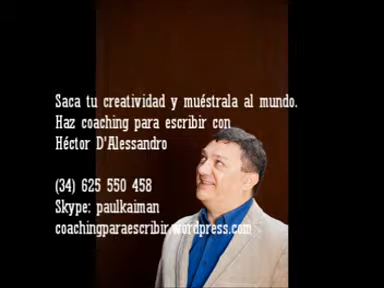 Saca tu creatividad y muéstrala al mundo.
Haz coaching para escribir con
Héctor D'Alessandro
(34) 625 550 458
Skype: paulkaiman
coachingparaescribir.wordpress.com